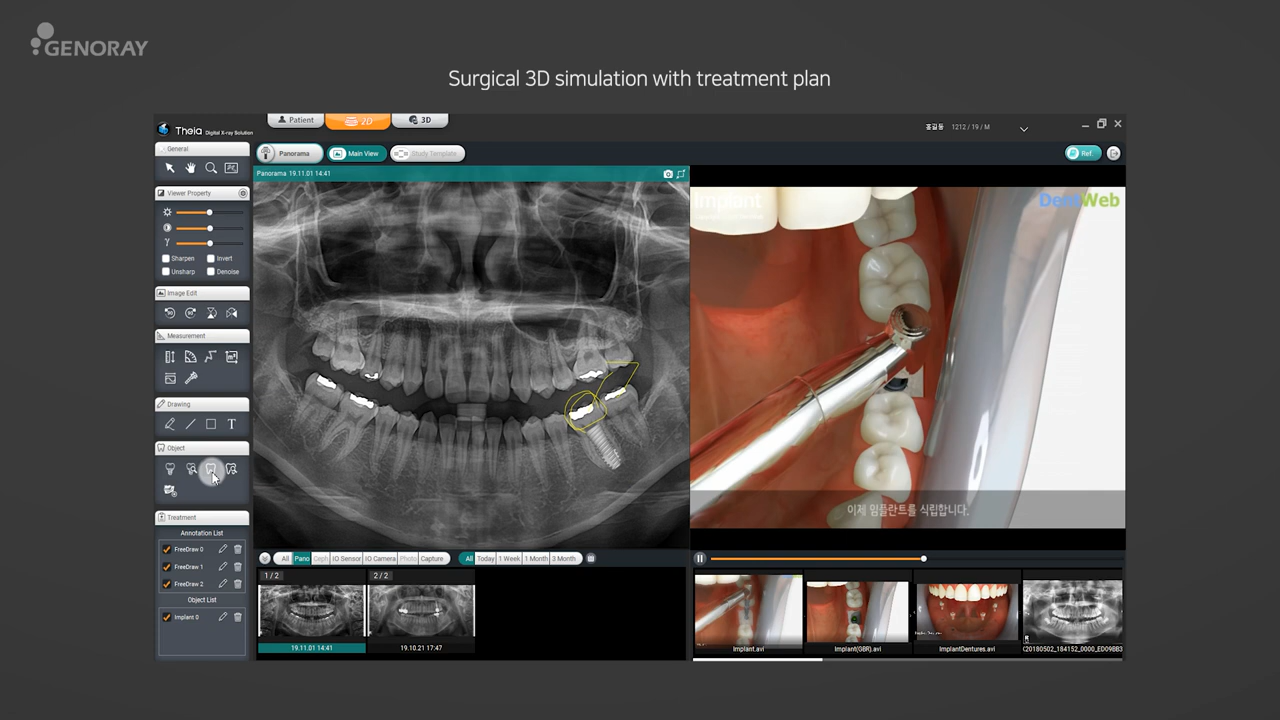 GENORAY
Surgical 3D simulation with treatment plan
Theia Digital X-ray Solution
Patient
2D
3D
홍길동 1212 / 19 / M
General
Panorama
Main View
Study Template
Ref.
Panorama 19.11.01 14:41
Viewer Property
Sharpen
Invert
Unsharp
Denoise
Image Edit
Measurement
Drawing
T
Object
Treatment
Annotation List
FreeDraw 0
FreeDraw 1
FreeDraw 2
Object List
Implant 0
Implant
DentWeb
이제 임플란트를 식립합니다.
All Pano Ceph IO Sensor IO Camera Photo Capture
All Today 1 Week 1 Month 3 Month
1 / 2
2 / 2
19.11.01 14:41
19.10.21 17:47
Implant.avi
Implant(GBR).avi
ImplantDentures.avi
(20180502_184152_0000_ED09BB3